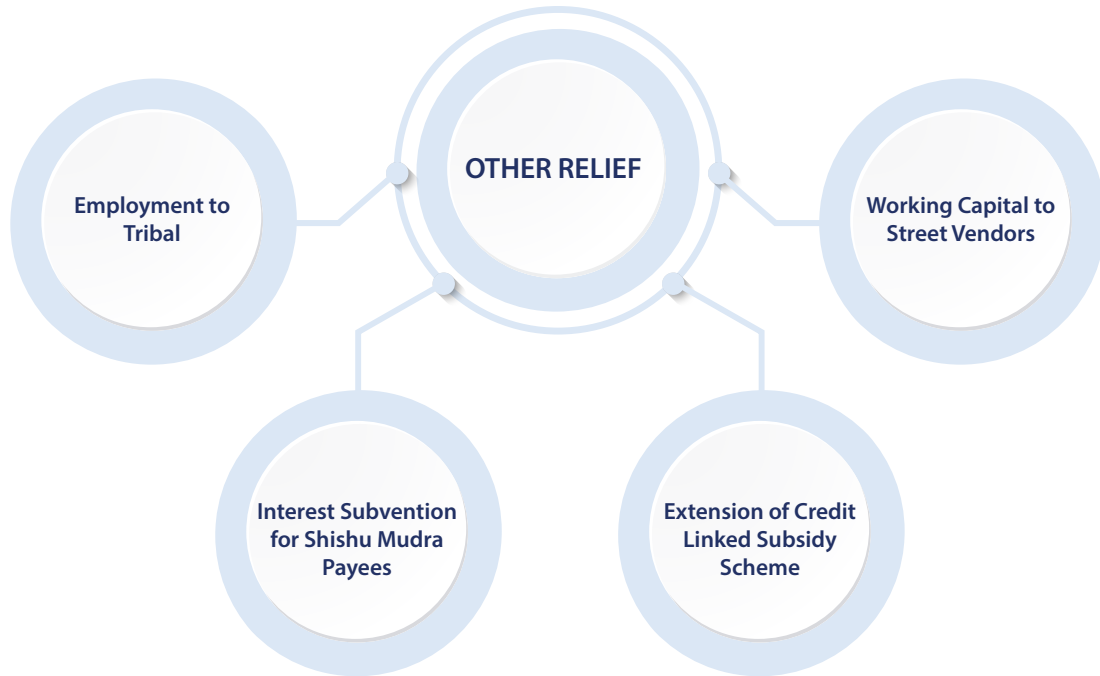 OTHER RELIEF
Employment to
Tribal
Working Capital to
Street Vendors
Interest Subvention
for Shishu Mudra
Payees
Extension of Credit
Linked Subsidy
Scheme